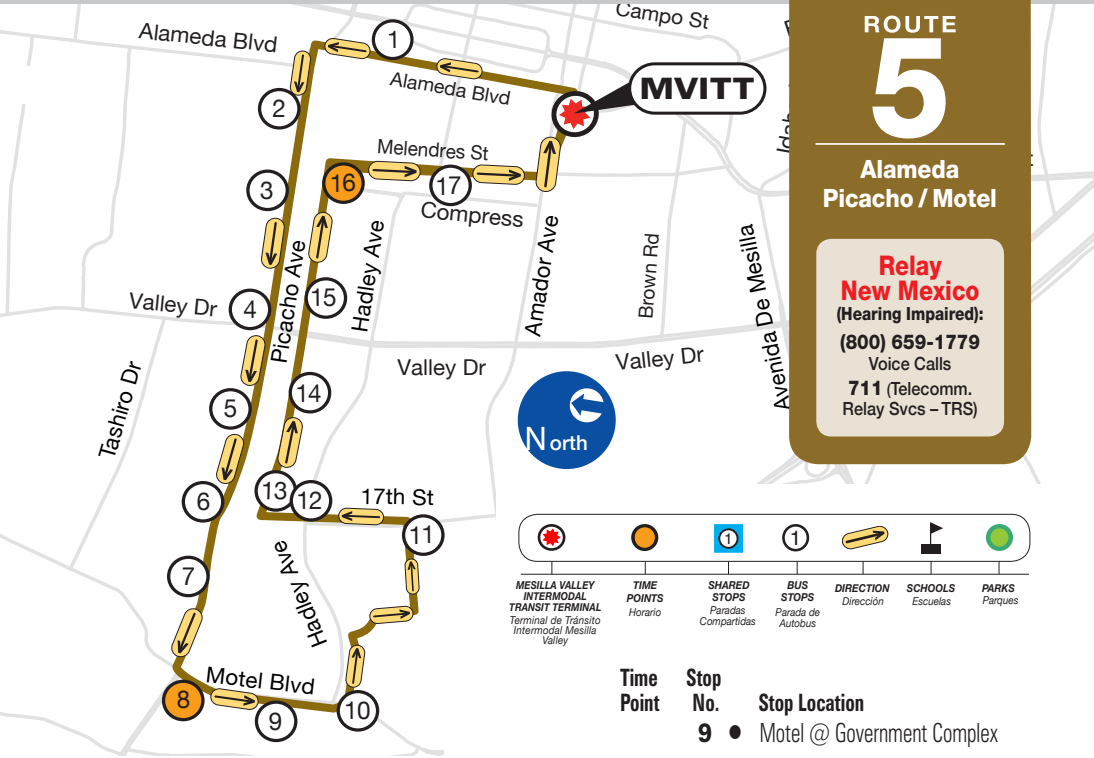 Campo St
Alameda Blvd
1
Alameda Blvd
2
MVITT
Melendres St
3
16
17
Compress
Picacho Ave
Hadley Ave
Amador Ave
Brown Rd
Avenida De Mesilla
15
Valley Dr
4
Valley Dr
Valley Dr
Tashiro Dr
5
14
North
6
13
12
17th St
11
7
Hadley Ave
Motel Blvd
8
9
10
ROUTE
5
Alameda
Picacho / Motel
Relay
New Mexico
(Hearing Impaired):
(800) 659-1779
Voice Calls
711 (Telecomm.
Relay Svcs – TRS)
1
1
MESILLA VALLEY
INTERMODAL
TRANSIT TERMINAL
Terminal de Tránsito
Intermodal Mesilla
Valley
TIME
POINTS
Horario
SHARED
STOPS
Paradas
Compartidas
BUS
STOPS
Parada de
Autobus
DIRECTION
Dirección
SCHOOLS
Escuelas
PARKS
Parques
Time Stop
Point No. Stop Location
9 • Motel @ Government Complex